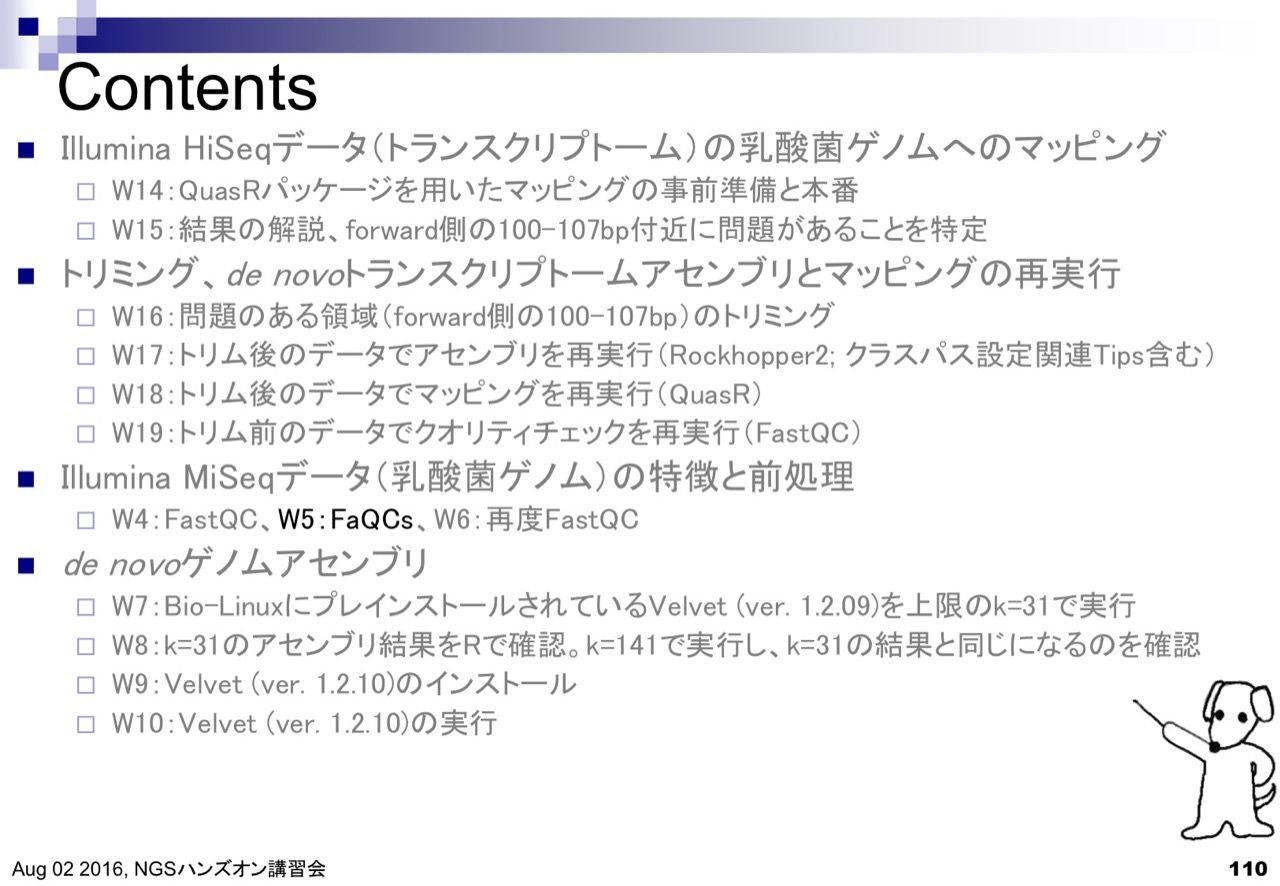 Contents
Illumina HiSeqデータ(トランスクリプトーム)の乳酸菌ゲノムへのマッピング
W14:QuasRパッケージを用いたマッピングの事前準備と本番
W15:結果の解説、forward側の100-107bp付近に問題があることを特定
トリミング、de novoトランスクリプトームアセンブリとマッピングの再実行
W16:問題のある領域(forward側の100-107bp)のトリミング
W17:トリム後のデータでアセンブリを再実行(Rockhopper2; クラスパス設定関連Tips含む)
W18:トリム後のデータでマッピングを再実行(QuasR)
W19:トリム前のデータでクオリティチェックを再実行(FastQC)
Illumina MiSeqデータ(乳酸菌ゲノム)の特徴と前処理
W4:FastQC、W5:FaQCs、W6:再度FastQC
de novoゲノムアセンブリ
W7:Bio-LinuxにプレインストールされているVelvet (ver. 1.2.09)を上限のk=31で実行
W8:k=31のアセンブリ結果をRで確認。k=141で実行し、k=31の結果と同じになるのを確認
W9:Velvet (ver. 1.2.10)のインストール
W10:Velvet (ver. 1.2.10)の実行
Aug 02 2016, NGSハンズオン講習会
110